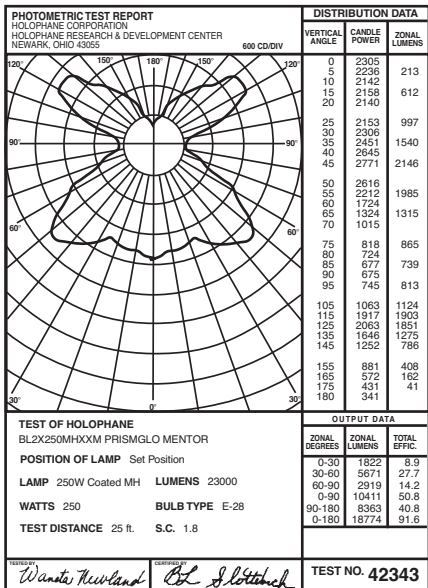 PHOTOMETRIC TEST REPORT
HOLOPHANE CORPORATION
HOLOPHANE RESEARCH & DEVELOPMENT CENTER
NEWARK, OHIO 43055
600 CD/DIV
120° 150° 180° 150° 120°
90° 90°
60° 60°
30° 0° 30°
TEST OF HOLOPHANE
BL2X250MHXXM PRISMGLO MENTOR
POSITION OF LAMP Set Position
LAMP 250W Coated MH LUMENS 23000
WATTS 250 BULB TYPE E-28
TEST DISTANCE 25 ft. S.C. 1.8
TESTED BY
Waneta Newland
CERTIFIED BY
DISTRIBUTION DATA
VERTICAL ANGLE CANDLE POWER ZONAL LUMENS
0 2305
5 2236 213
10 2142
15 2158 612
20 2140
25 2153 997
30 2306
35 2451 1540
40 2645
45 2771 2146
50 2616
55 2212 1985
60 1724
65 1324 1315
70 1015
75 818 865
80 724
85 677 739
90 675
95 745 813
105 1063 1124
115 1917 1903
125 2063 1851
135 1646 1275
145 1252 786
155 881 408
165 572 162
175 431 41
180 341
OUTPUT DATA
ZONAL DEGREES ZONAL LUMENS TOTAL EFFIC.
0-30 1822 8.9
30-60 5671 27.7
60-90 2919 14.2
0-90 10411 50.8
90-180 8363 40.8
0-180 18774 91.6
TEST NO. 42343